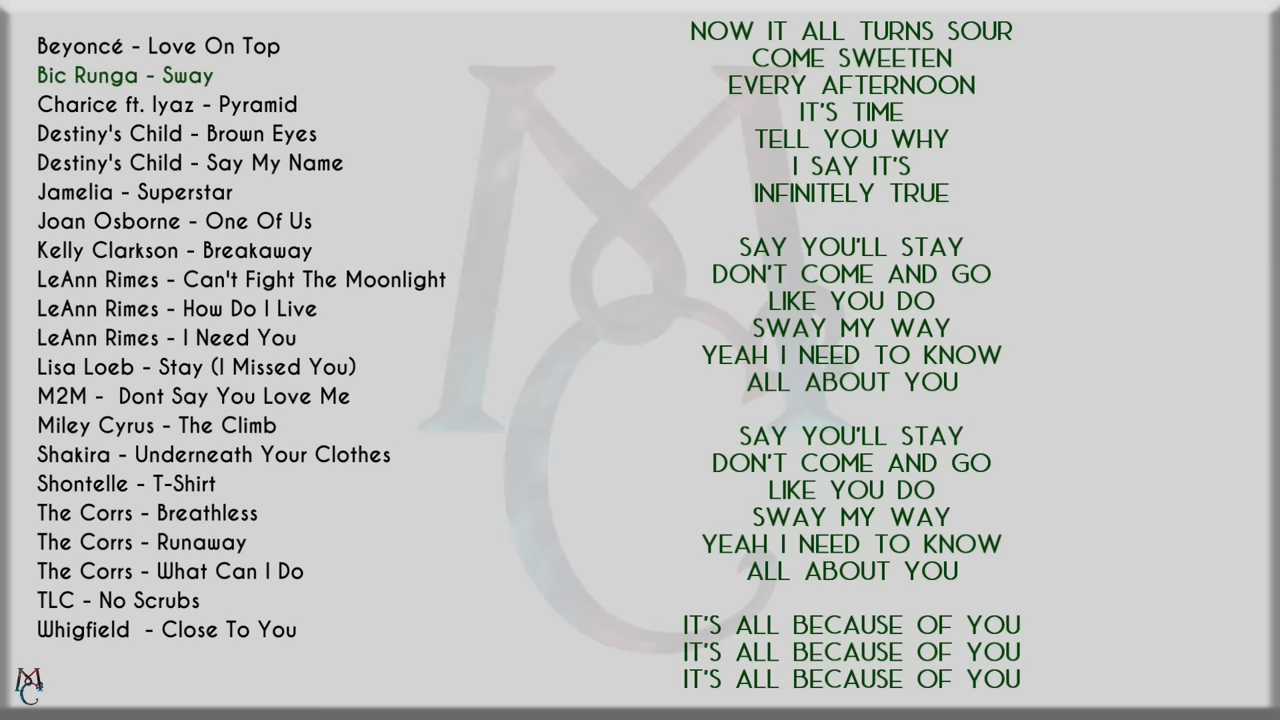 Beyoncé - Love On Top
Bic Runga - Sway
Charice ft. Iyaz - Pyramid
Destiny's Child - Brown Eyes
Destiny's Child - Say My Name
Jamelia - Superstar
Joan Osborne - One Of Us
Kelly Clarkson - Breakaway
LeAnn Rimes - Can't Fight The Moonlight
LeAnn Rimes - How Do I Live
LeAnn Rimes - I Need You
Lisa Loeb - Stay (I Missed You)
M2M -  Dont Say You Love Me
Miley Cyrus - The Climb
Shakira - Underneath Your Clothes
Shontelle - T-Shirt
The Corrs - Breathless
The Corrs - Runaway
The Corrs - What Can I Do
TLC - No Scrubs
Whigfield  - Close To You
MC
NOW IT ALL TURNS SOUR
COME SWEETEN
EVERY AFTERNOON
IT'S TIME
TELL YOU WHY
I SAY IT'S
INFINITELY TRUE
SAY YOU'LL STAY
DON'T COME AND GO
LIKE YOU DO
SWAY MY WAY
YEAH I NEED TO KNOW
ALL ABOUT YOU
SAY YOU'LL STAY
DON'T COME AND GO
LIKE YOU DO
SWAY MY WAY
YEAH I NEED TO KNOW
ALL ABOUT YOU
IT'S ALL BECAUSE OF YOU
IT'S ALL BECAUSE OF YOU
IT'S ALL BECAUSE OF YOU